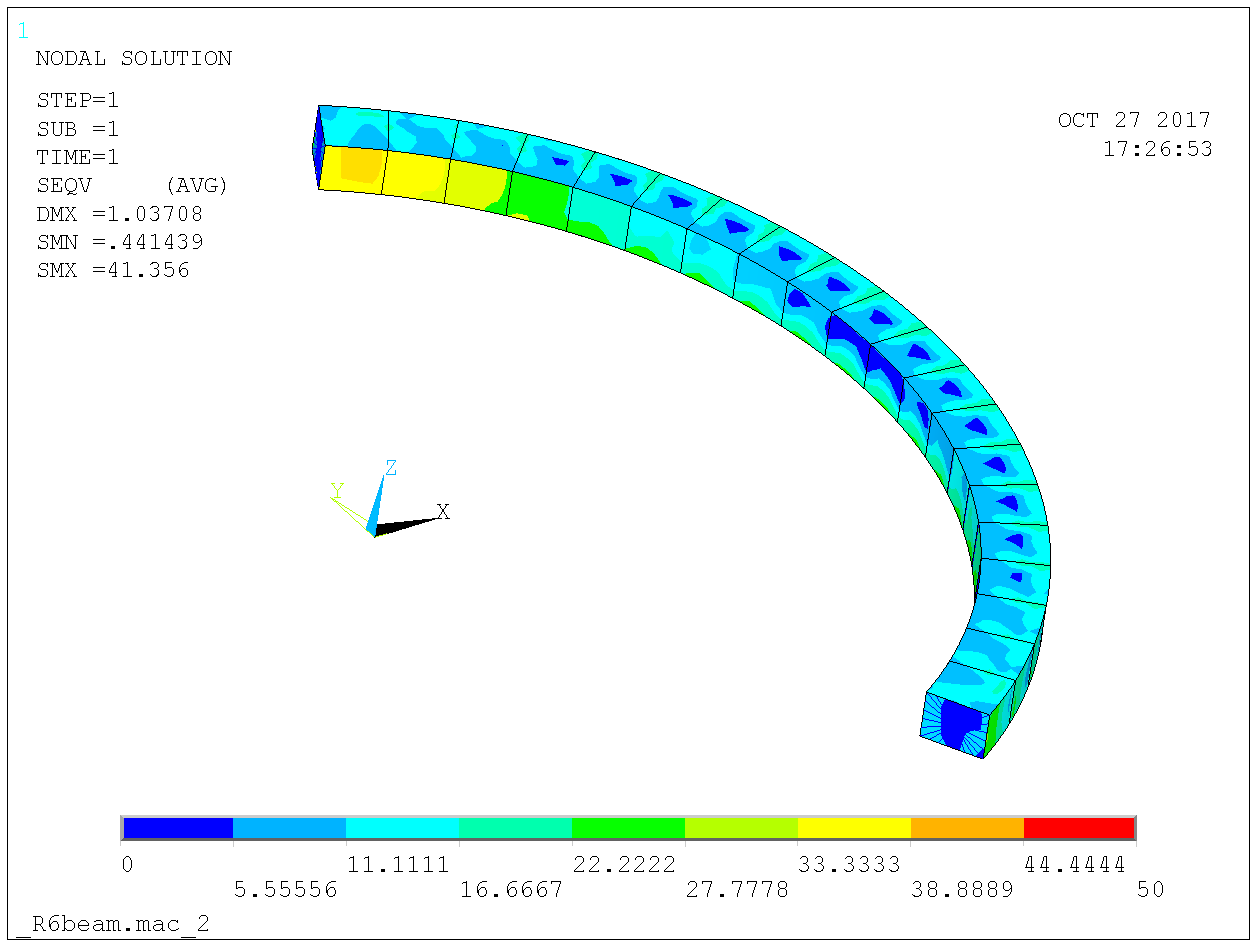 1
NODAL SOLUTION
STEP=1
SUB =1
TIME=1
SEQV (AVG)
DMX =1.03708
SMN =.441439
SMX =41.356
OCT 27 2017
17:26:53
Z
Y
X
0 11.1111 22.2222 33.3333 44.4444
5.55556 16.6667 27.7778 38.8889 50
_R6beam.mac_2